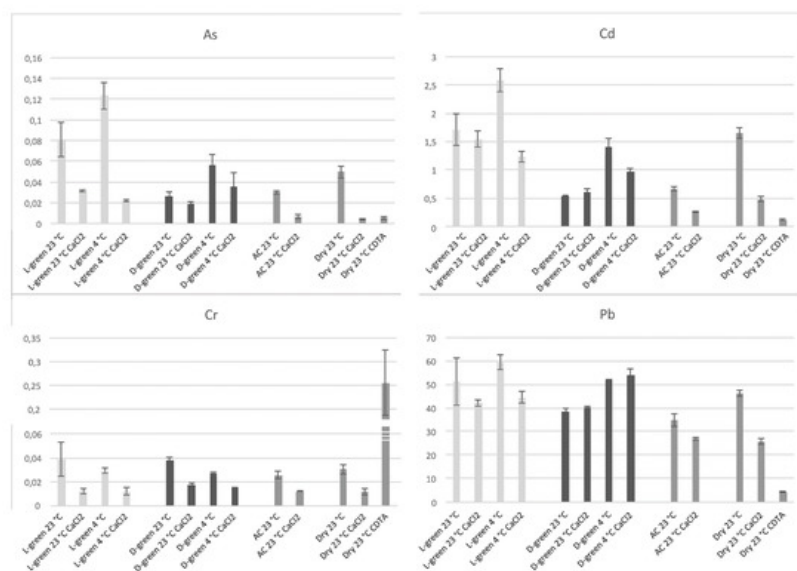 As
0,16
0,14
0,12
0,1
0,08
0,06
0,04
0,02
0
L-green 23 °C
L-green 23 °C CaCl2
L-green 4 °C
L-green 4 °C CaCl2
D-green 23 °C
D-green 23 °C CaCl2
D-green 4 °C
D-green 4 °C CaCl2
AC 23 °C
AC 23 °C CaCl2
Dry 23 °C
Dry 23 °C CaCl2
Dry 23 °C CDTA
Cd
3
2,5
2
1,5
1
0,5
0
L-green 23 °C
L-green 23 °C CaCl2
L-green 4 °C
L-green 4 °C CaCl2
D-green 23 °C
D-green 23 °C CaCl2
D-green 4 °C
D-green 4 °C CaCl2
AC 23 °C
AC 23 °C CaCl2
Dry 23 °C
Dry 23 °C CaCl2
Dry 23 °C CDTA
Cr
0,35
0,3
0,25
0,2
0,06
0,04
0,02
0
L-green 23 °C
L-green 23 °C CaCl2
L-green 4 °C
L-green 4 °C CaCl2
D-green 23 °C
D-green 23 °C CaCl2
D-green 4 °C
D-green 4 °C CaCl2
AC 23 °C
AC 23 °C CaCl2
Dry 23 °C
Dry 23 °C CaCl2
Dry 23 °C CDTA
Pb
70
60
50
40
30
20
10
0
L-green 23 °C
L-green 23 °C CaCl2
L-green 4 °C
L-green 4 °C CaCl2
D-green 23 °C
D-green 23 °C CaCl2
D-green 4 °C
D-green 4 °C CaCl2
AC 23 °C
AC 23 °C CaCl2
Dry 23 °C
Dry 23 °C CaCl2
Dry 23 °C CDTA